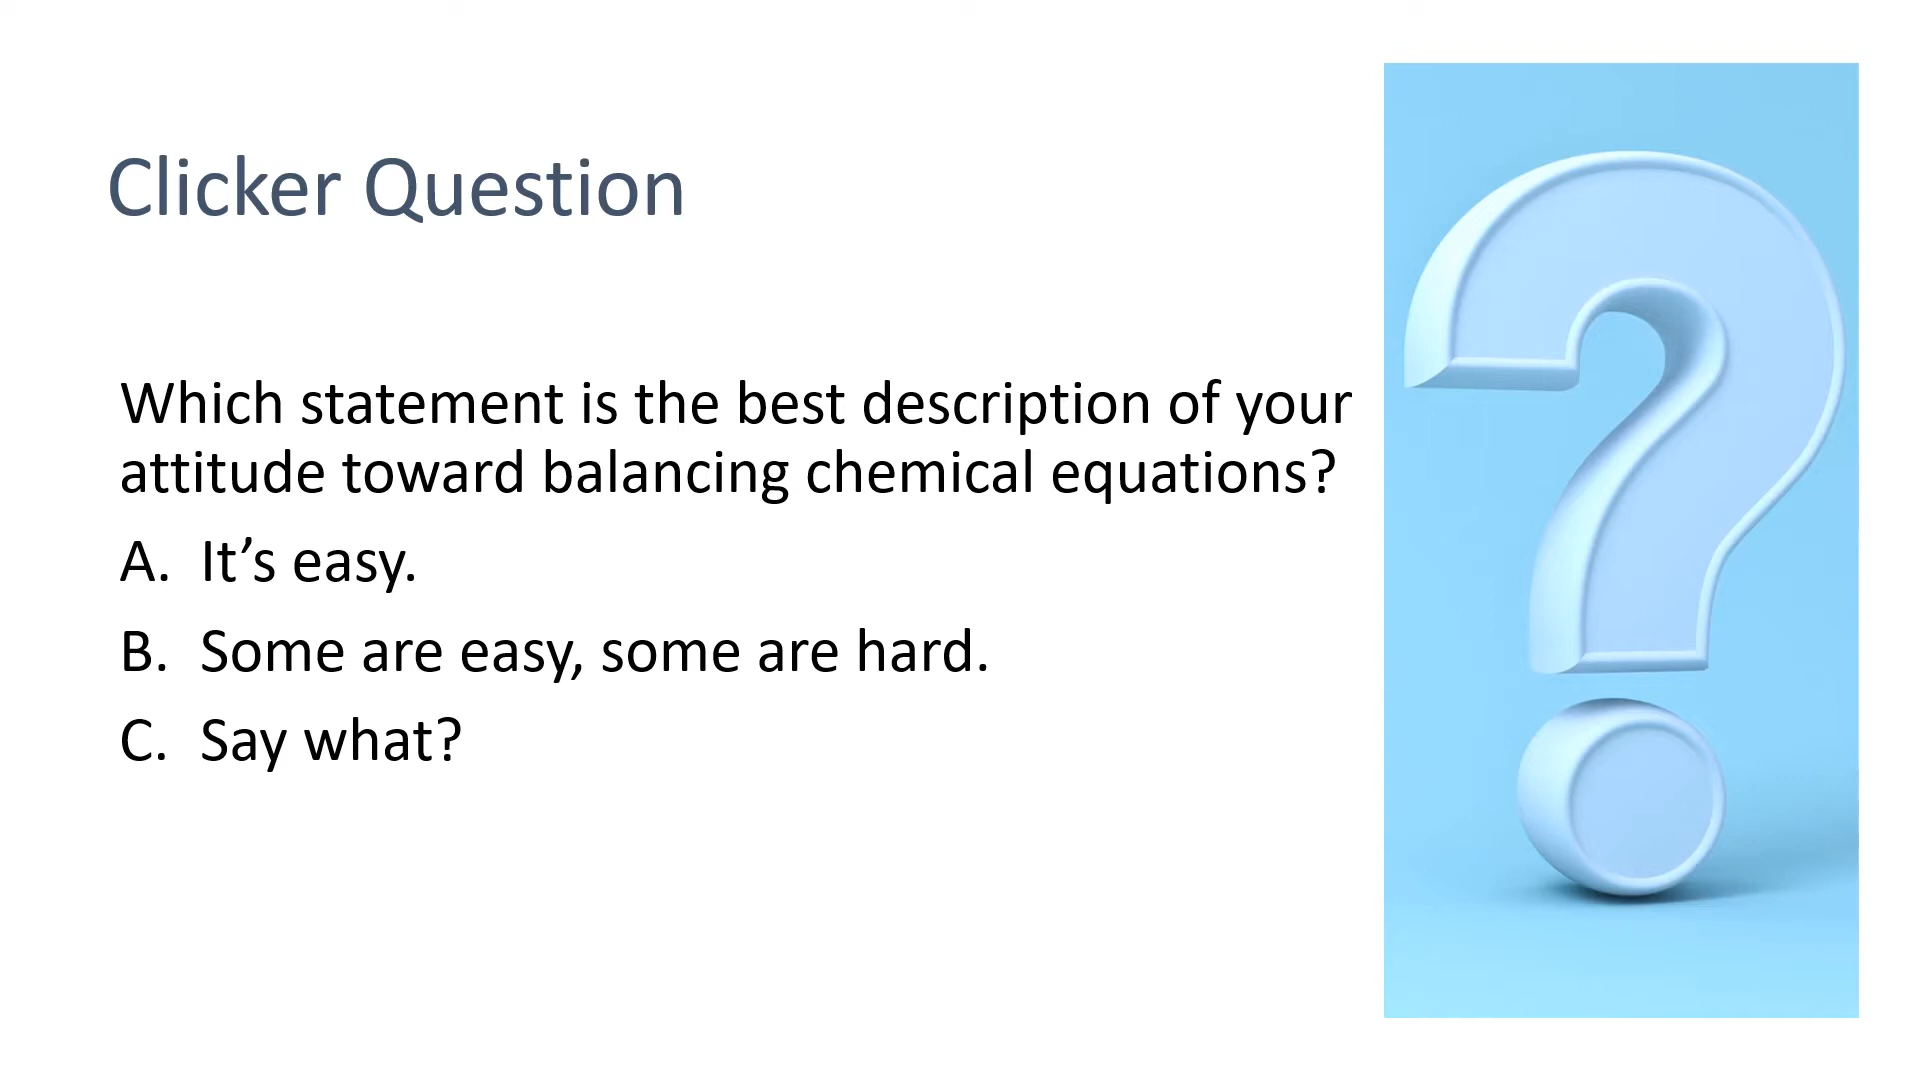 Clicker Question
Which statement is the best description of your
attitude toward balancing chemical equations?
A. It’s easy.
B. Some are easy, some are hard.
C. Say what?